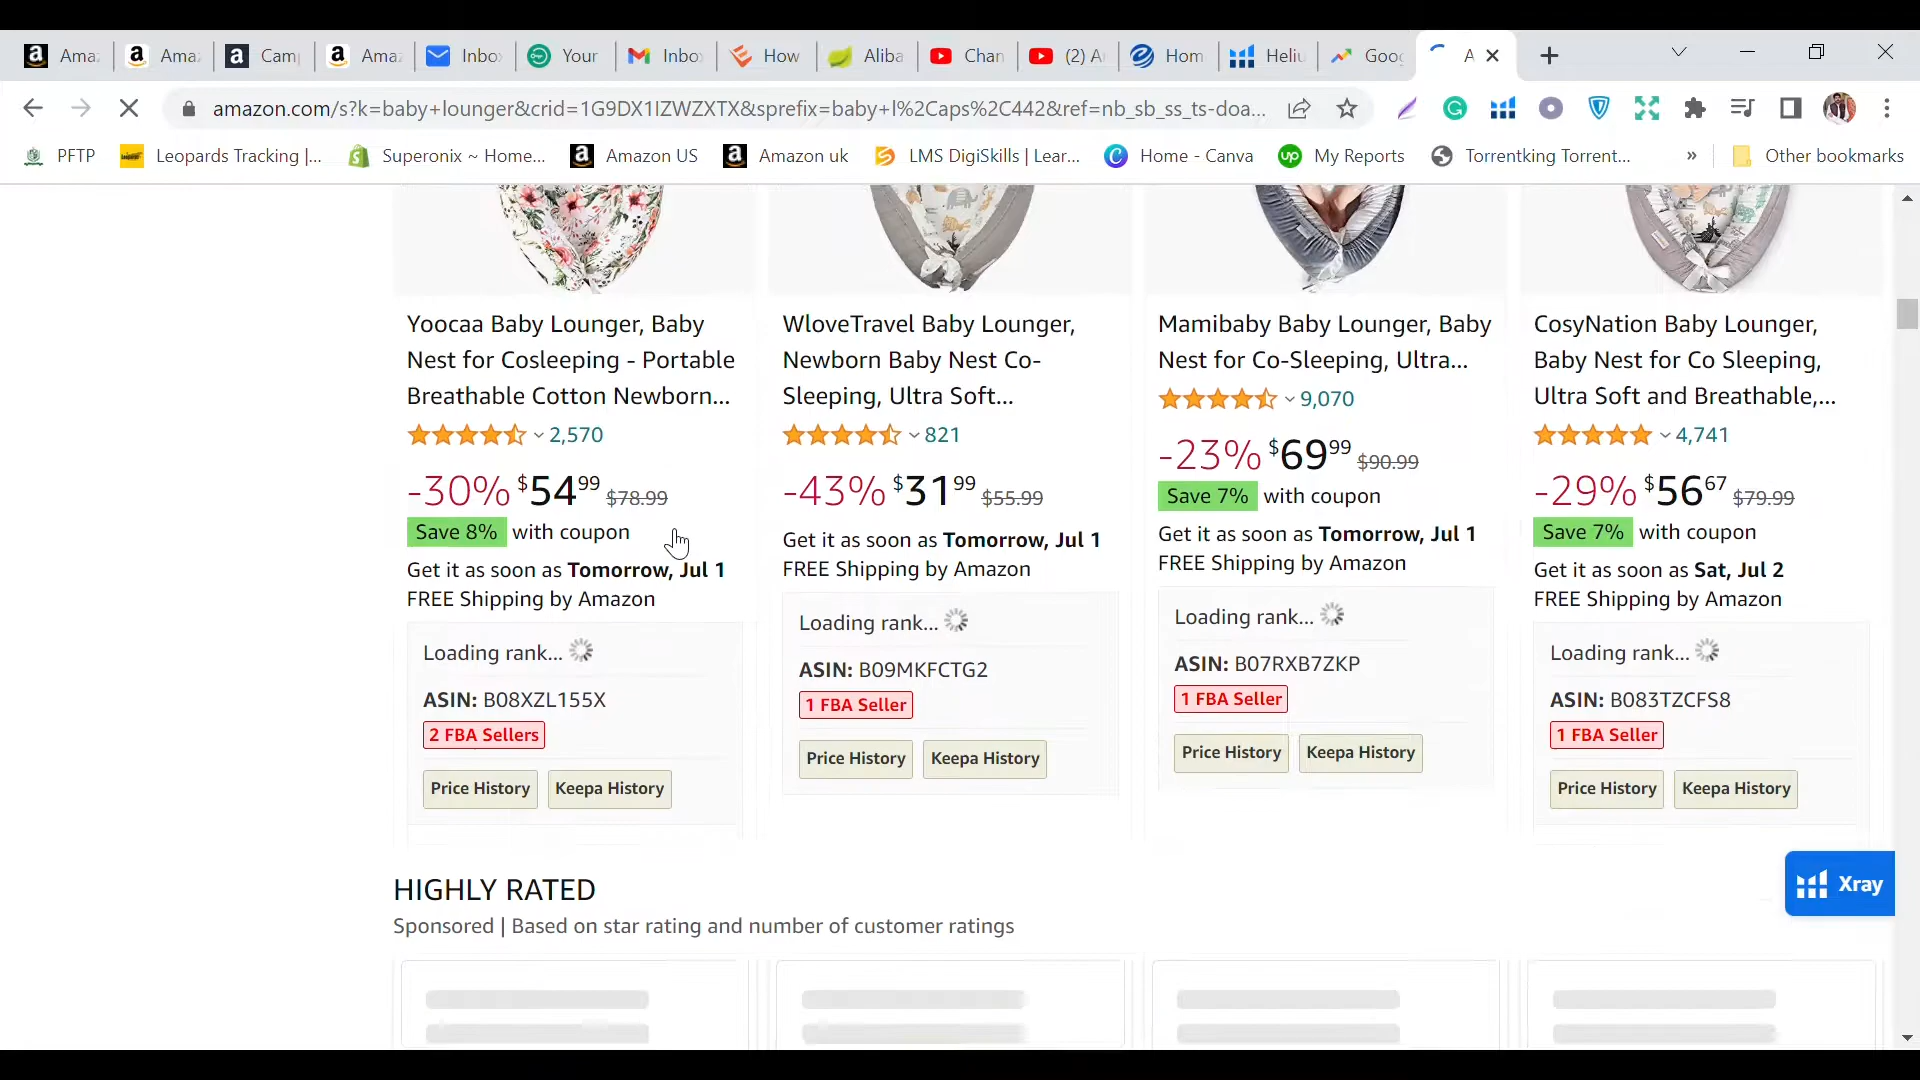 Ama
Ama
Cam
Ama
Inbo
Your
Inbo
How
Aliba
Chan
(2) A
Hom
Heliu
Goog
A
amazon.com/s?k=baby+lounger&crid=1G9DX1IZWZXTX&sprefix=baby+l%2Caps%2C442&ref=nb_sb_ss_ts-doa...
PFTP
Leopards Tracking |...
Superonix ~ Home...
Amazon US
Amazon uk
LMS DigiSkills | Lear...
Home - Canva
up My Reports
Torrentking Torrent...
»
Other bookmarks
Yoocaa Baby Lounger, Baby
Nest for Cosleeping - Portable
Breathable Cotton Newborn...
2,570
-30% $54.99 $78.99
Save 8% with coupon
Get it as soon as Tomorrow, Jul 1
FREE Shipping by Amazon
Loading rank...
ASIN: B08XZL155X
2 FBA Sellers
Price History Keepa History
WloveTravel Baby Lounger,
Newborn Baby Nest Co-
Sleeping, Ultra Soft...
821
-43% $31.99 $55.99
Get it as soon as Tomorrow, Jul 1
FREE Shipping by Amazon
Loading rank...
ASIN: B09MKFCTG2
1 FBA Seller
Price History Keepa History
Mamibaby Baby Lounger, Baby
Nest for Co-Sleeping, Ultra...
9,070
-23% $69.99 $90.99
Save 7% with coupon
Get it as soon as Tomorrow, Jul 1
FREE Shipping by Amazon
Loading rank...
ASIN: B07RXB7ZKP
1 FBA Seller
Price History Keepa History
CosyNation Baby Lounger,
Baby Nest for Co Sleeping,
Ultra Soft and Breathable,...
4,741
-29% $56.67 $79.99
Save 7% with coupon
Get it as soon as Sat, Jul 2
FREE Shipping by Amazon
Loading rank...
ASIN: B083TZCFS8
1 FBA Seller
Price History Keepa History
Xray
HIGHLY RATED
Sponsored | Based on star rating and number of customer ratings